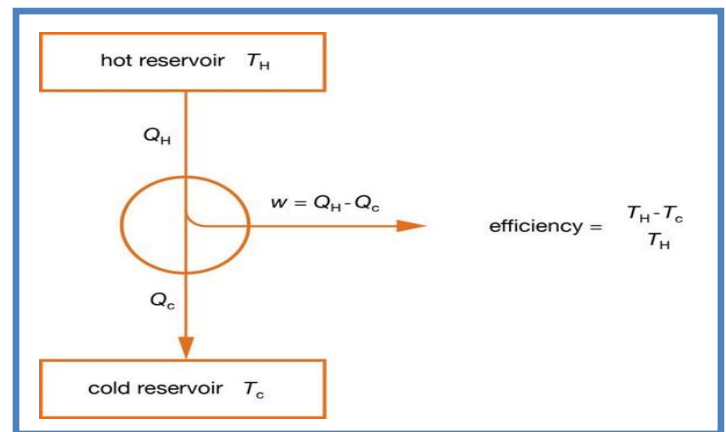 hot reservoir T_H
Q_H
w = Q_H-Q_c
efficiency = T_H-T_c
T_H
Q_c
cold reservoir T_c